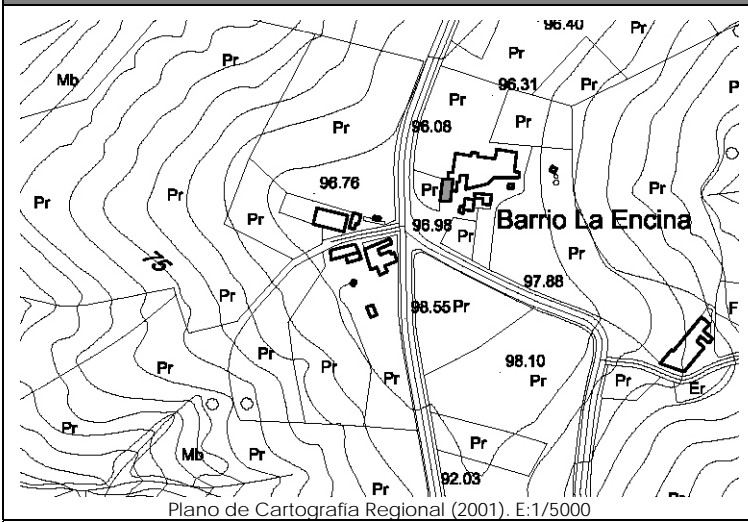 96.40
Pr
Pr
Pr
Mb
96.31
Pr
P
Pr
96.08
Pr
Pr
96.76
Pr
Pr
Pr
Pr
Pr
96.98
Barrio La Encina
Pr
Pr
75
97.88
Pr
98.55 Pr
F
Pr
Pr
98.10
Pr
Pr
Pr
Pr
Pr
Er
Pr
Pr
Mb
Pr
Pr
92.03
Pr
Plano de Cartografía Regional (2001). E:1/5000